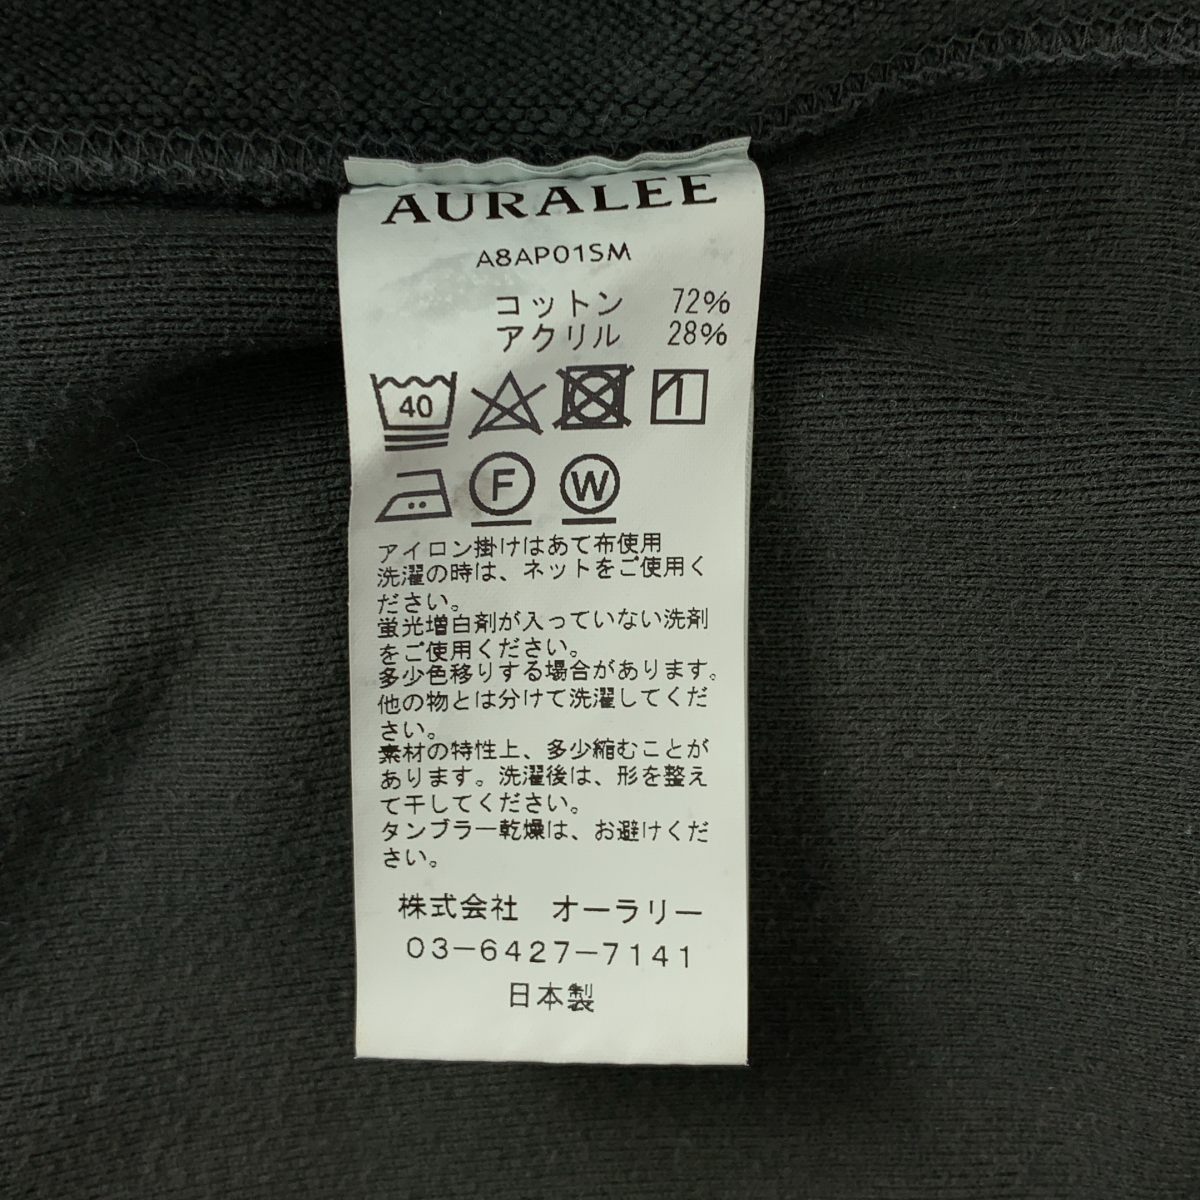 AURALEE
A8AP01SM
コットン 72%
アクリル 28%
40
F W
アイロン掛けはあて布使用
洗濯の時は、ネットをご使用く
ださい。
蛍光増白剤が入っていない洗剤
をご使用ください。
多少色移りする場合があります。
他の物とは分けて洗濯してくだ
さい。
素材の特性上、多少縮むことが
あります。洗濯後は、形を整え
て干してください。
タンブラー乾燥は、お避けくだ
さい。
株式会社 オーラリー
03-6427-7141
日本製